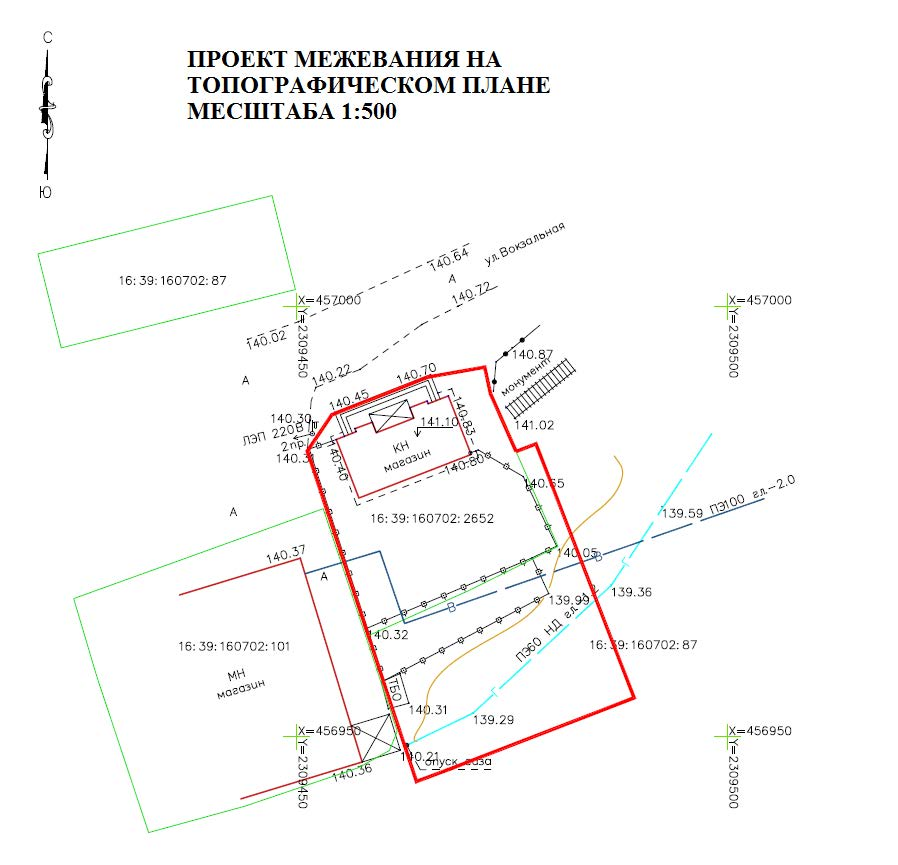 С
ПРОЕКТ МЕЖЕВАНИЯ НА
ТОПОГРАФИЧЕСКОМ ПЛАНЕ
МЕСШТАБА 1:500
Ю
ул.Вокзальная
140.64
А
16:39:160702:87
140.72
X=457000
Y=2309450
X=457000
Y=2309500
140.02
140.87
монумент
140.22
140.70
А
140.45
140.30
141.10
140.83
141.02
ЛЭП 220В
2пр.
КН
магазин
140.40
140.31
140.80
140.65
ПЭ100 гл.-2.0
139.59
А
16:39:160702:2652
140.37
140.05
В
А
139.36
139.99
В
140.32
16:39:160702:101
16:39:160702:87
ПЭ60 НД
МН
магазин
ТБО
Г
Г
140.31
139.29
X=456950
Y=2309450
X=456950
Y=2309500
140.21
опуск газа
140.36